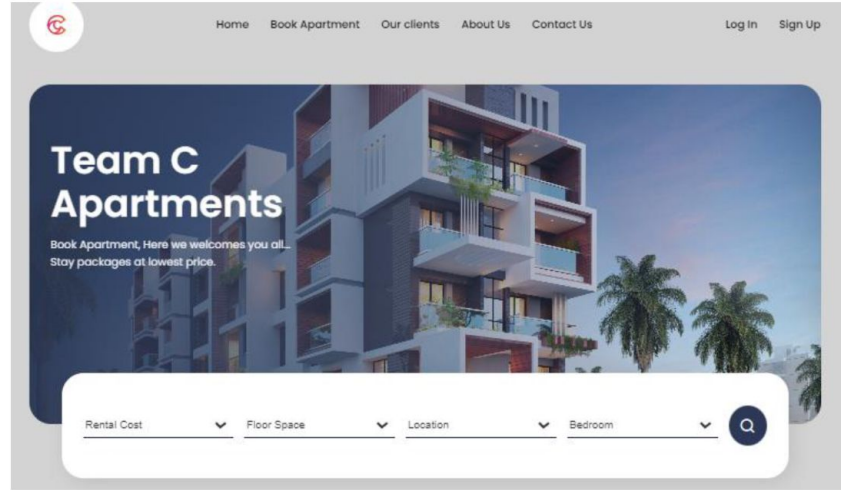 Home Book Apartment Our clients About Us Contact Us Log In Sign Up
Team C
Apartments
Book Apartment, Here we welcomes you all...
Stay packages at lowest price.
Rental Cost Floor Space Location Bedroom